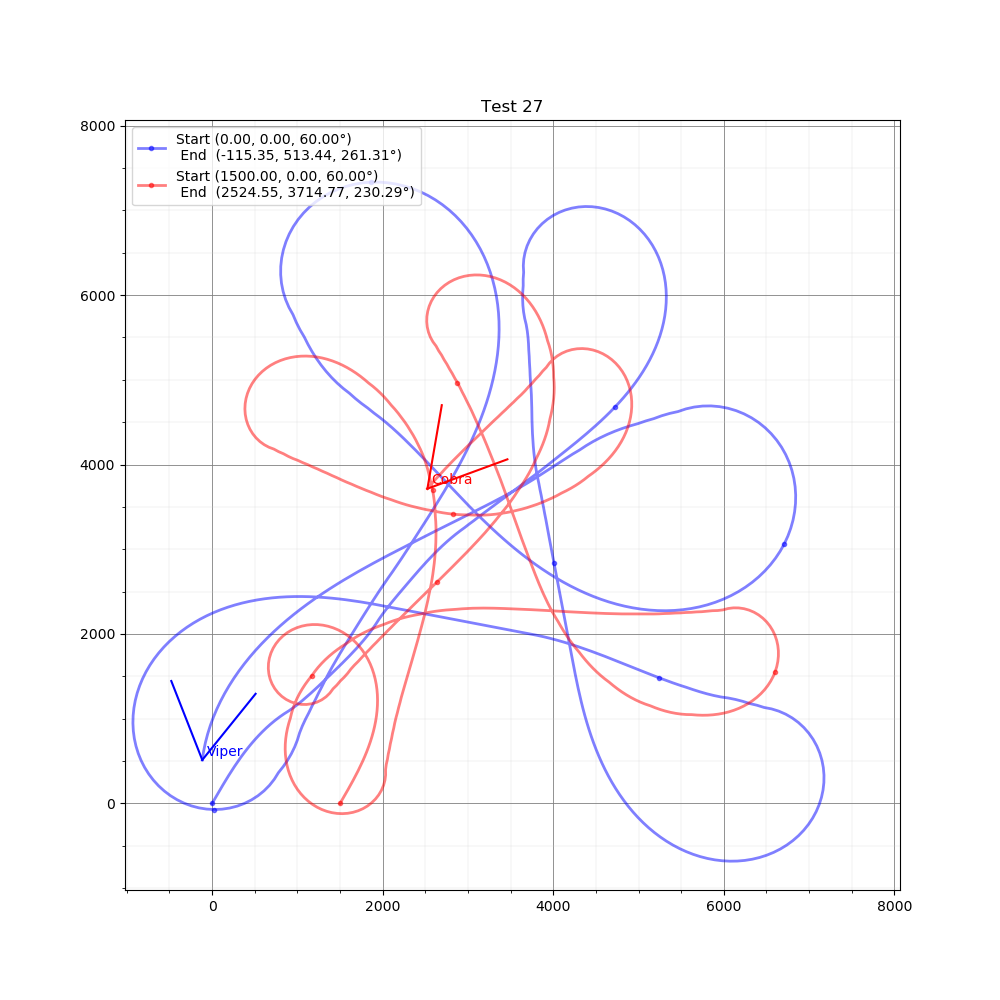 Test 27
Start (0.00, 0.00, 60.00°)
End  (-115.35, 513.44, 261.31°)
Start (1500.00, 0.00, 60.00°)
End  (2524.55, 3714.77, 230.29°)
8000
6000
4000
2000
0
Cobra
Viper
0
2000
4000
6000
8000